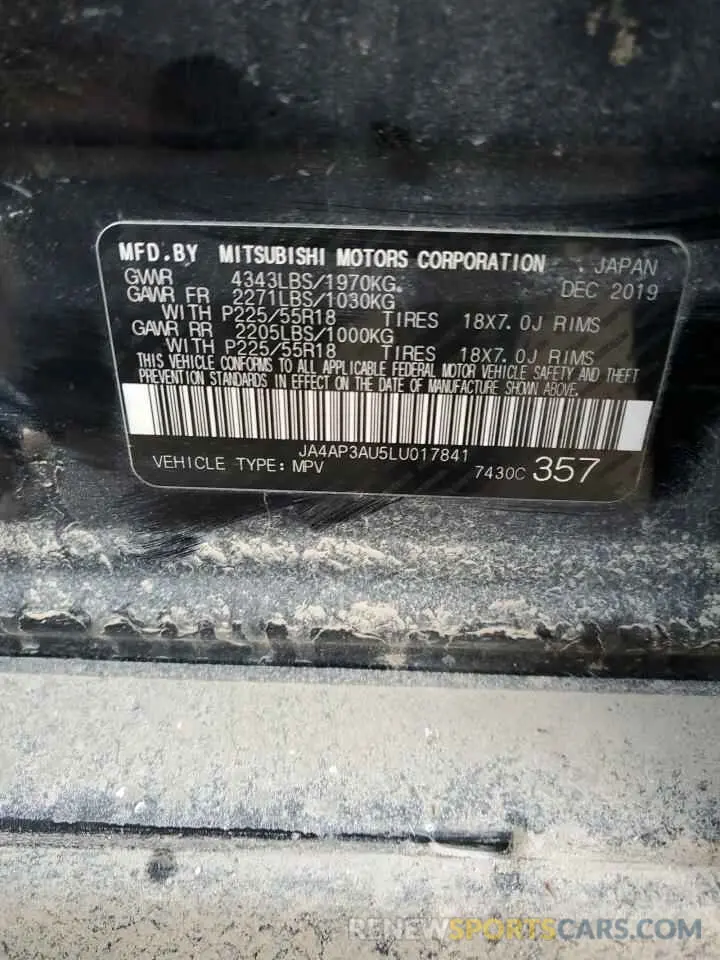 MFD.BY MITSUBISHI MOTORS CORPORATION JAPAN
GVWR 4343LBS/1970KG DEC 2019
GAWR FR 2271LBS/1030KG
WITH P225/55R18 TIRES 18X7.0J RIMS
GAWR RR 2205LBS/1000KG
WITH P225/55R18 TIRES 18X7.0J RIMS
THIS VEHICLE CONFORMS TO ALL APPLICABLE FEDERAL MOTOR VEHICLE SAFETY AND THEFT
PREVENTION STANDARDS IN EFFECT ON THE DATE OF MANUFACTURE SHOWN ABOVE.
JA4AP3AU5LU017841
VEHICLE TYPE: MPV 7430C 357
RENEWSPORTSCARS.COM